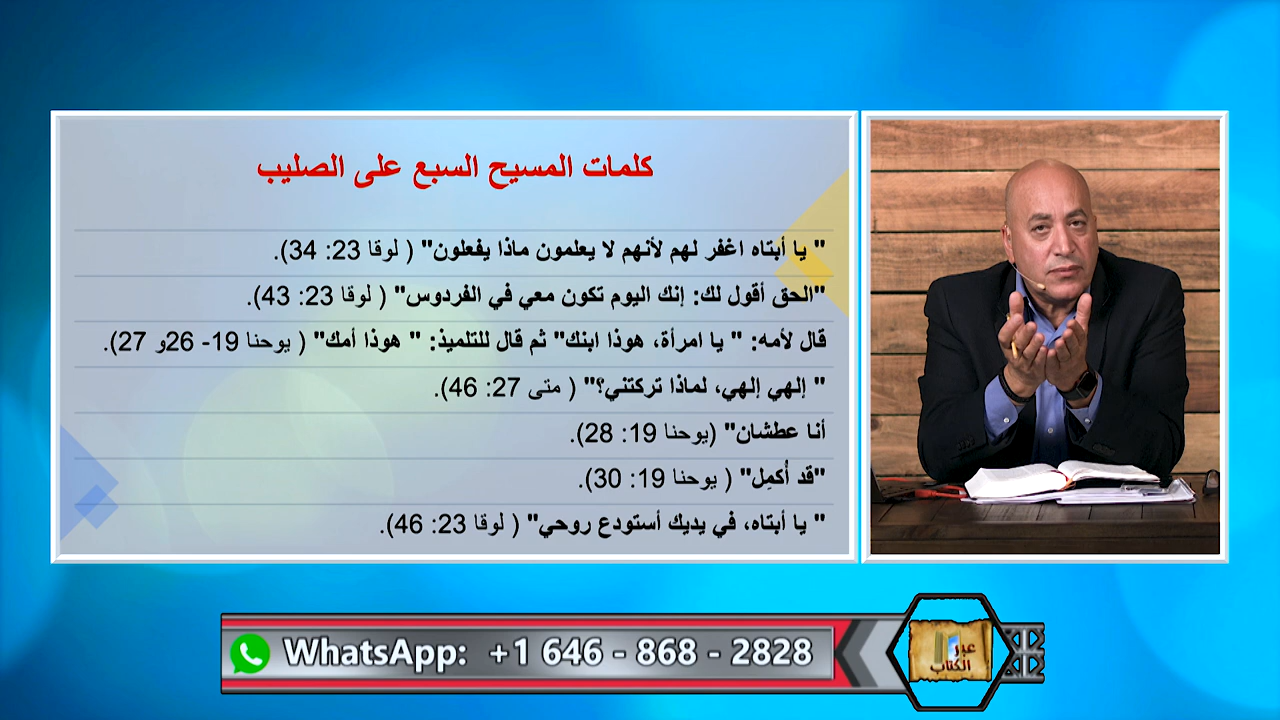 كلمات المسيح السبع على الصليب
" يا أبتاه اغفر لهم لأنهم لا يعلمون ماذا يفعلون" ( لوقا 23: 34).
"الحق أقول لك: إنك اليوم تكون معي في الفردوس" ( لوقا 23: 43).
قال لأمه: " يا امرأة، هوذا ابنك" ثم قال للتلميذ: " هوذا أمك" ( يوحنا 19- 26و 27).
" إلهي إلهي، لماذا تركتني؟" ( متى 27: 46).
أنا عطشان" (يوحنا 19: 28).
"قد أُكمِل" ( يوحنا 19: 30).
" يا أبتاه، في يديك أستودع روحي" ( لوقا 23: 46).
WhatsApp: +1 646 - 868 - 2828
عبر
الكتاب